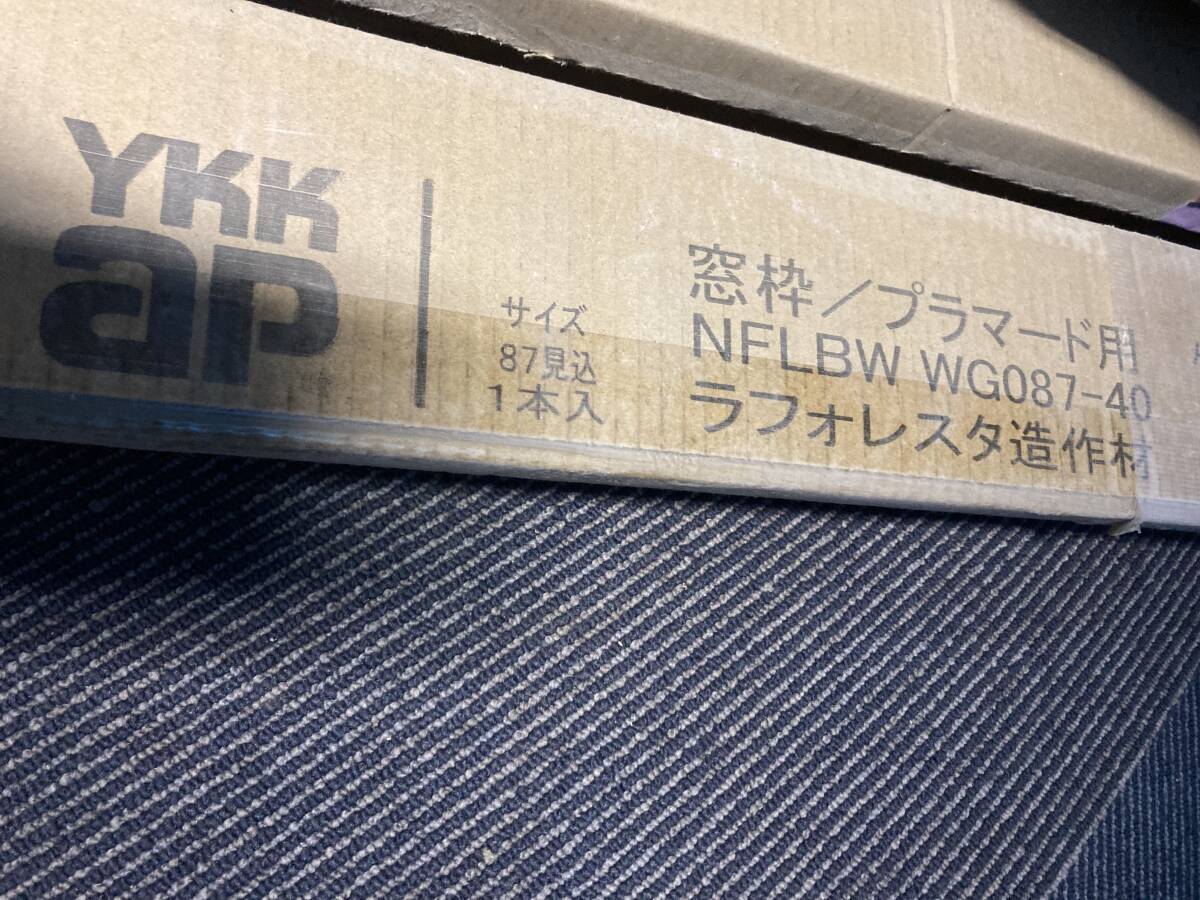 YKK
ap
サイズ
87見込
1本入
窓枠／プラマード用
NFLBW WG087-40
ラフォレスタ造作材